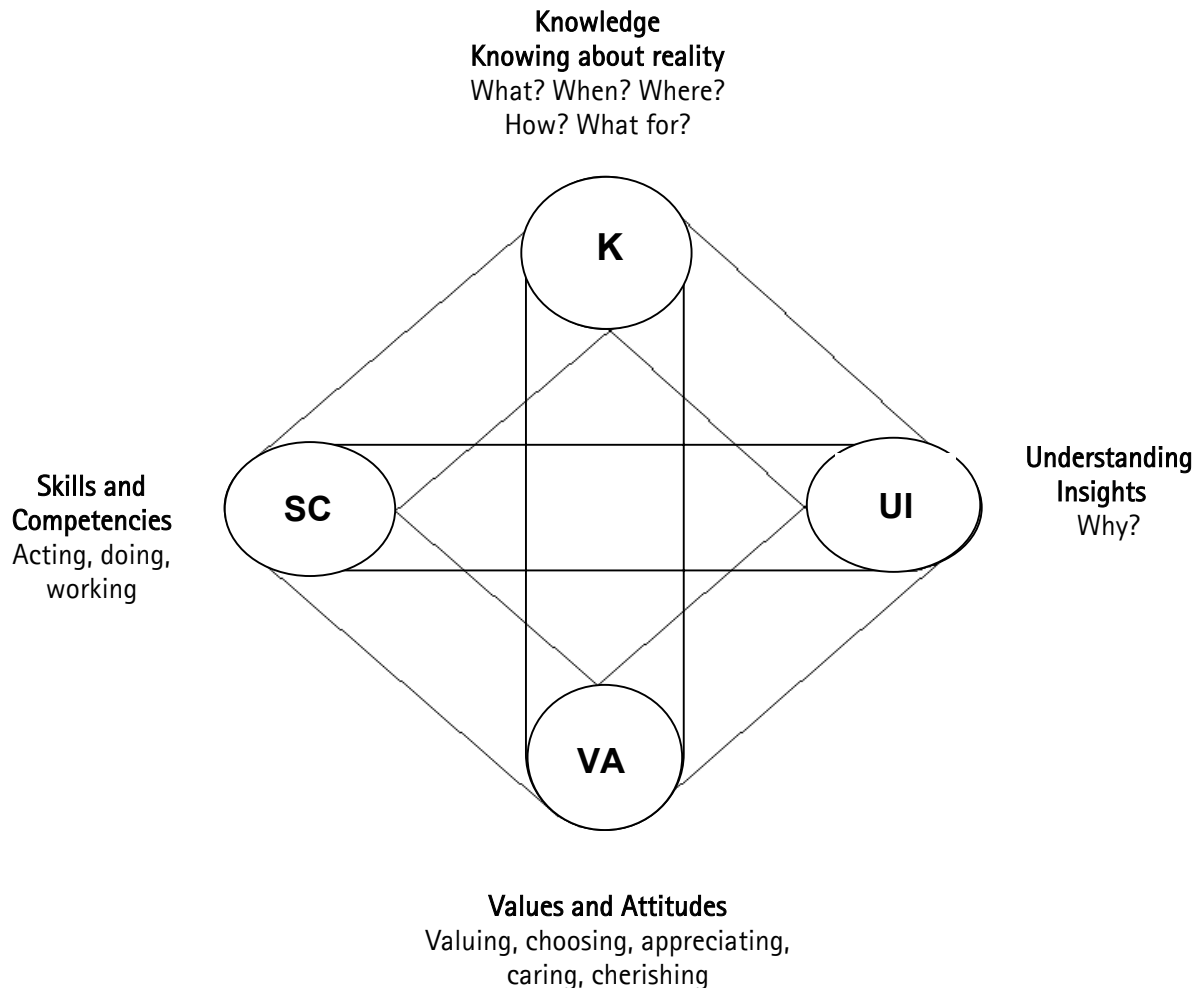 Knowledge
Knowing about reality
What? When? Where?
How? What for?
K
Skills and
Competencies
Acting, doing,
working
SC
UI
Understanding
Insights
Why?
VA
Values and Attitudes
Valuing, choosing, appreciating,
caring, cherishing